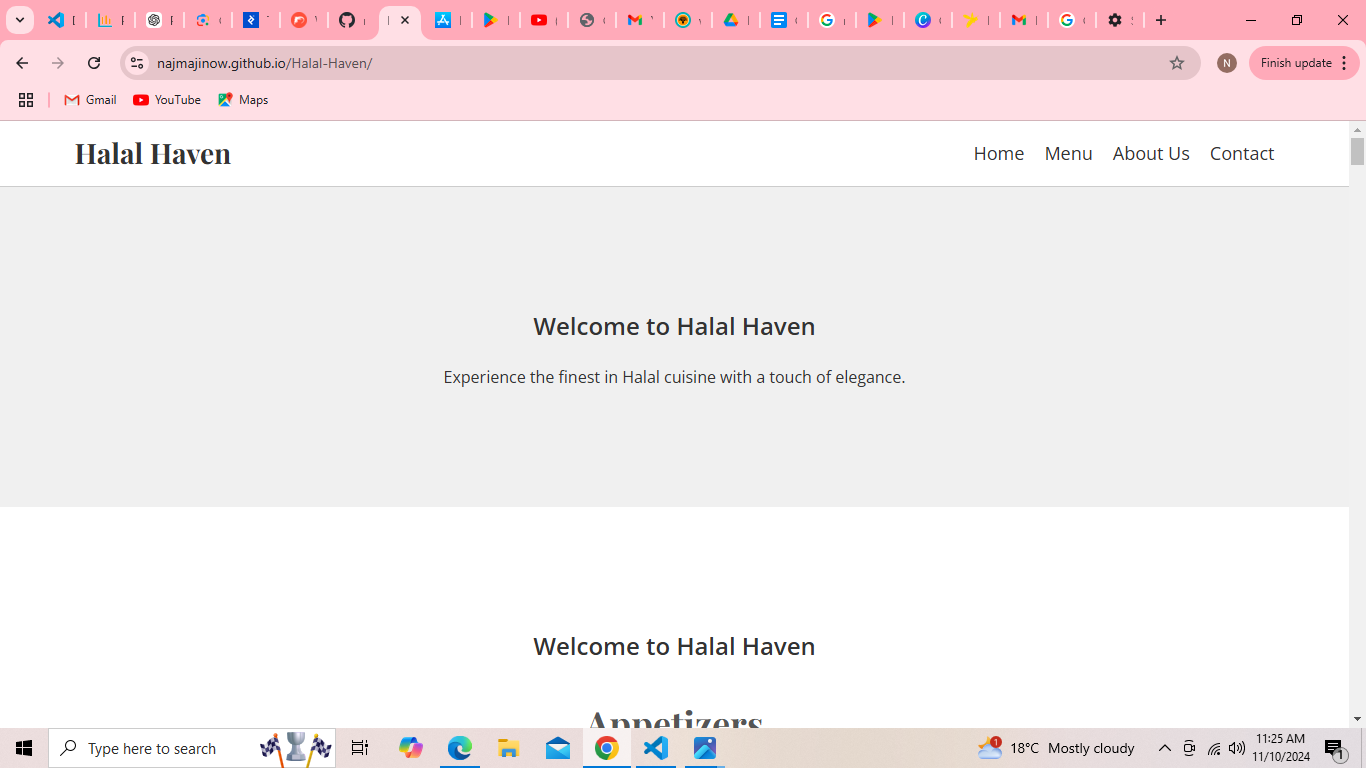 najmajinow.github.io/Halal-Haven/
N
Finish update
Gmail
YouTube
Maps
Halal Haven
Home
Menu
About Us
Contact
Welcome to Halal Haven
Experience the finest in Halal cuisine with a touch of elegance.
Welcome to Halal Haven
Appetizers
Type here to search
1
18°C Mostly cloudy
11:25 AM
11/10/2024
1